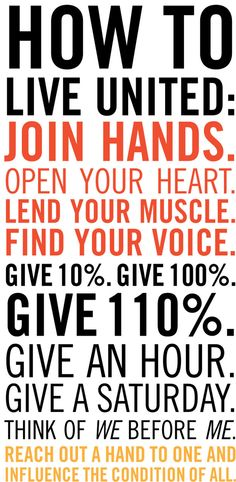 HOW TO
LIVE UNITED:
JOIN HANDS.
OPEN YOUR HEART.
LEND YOUR MUSCLE.
FIND YOUR VOICE.
GIVE 10%. GIVE 100%.
GIVE 110%.
GIVE AN HOUR.
GIVE A SATURDAY.
THINK OF WE BEFORE ME.
REACH OUT A HAND TO ONE AND
INFLUENCE THE CONDITION OF ALL.